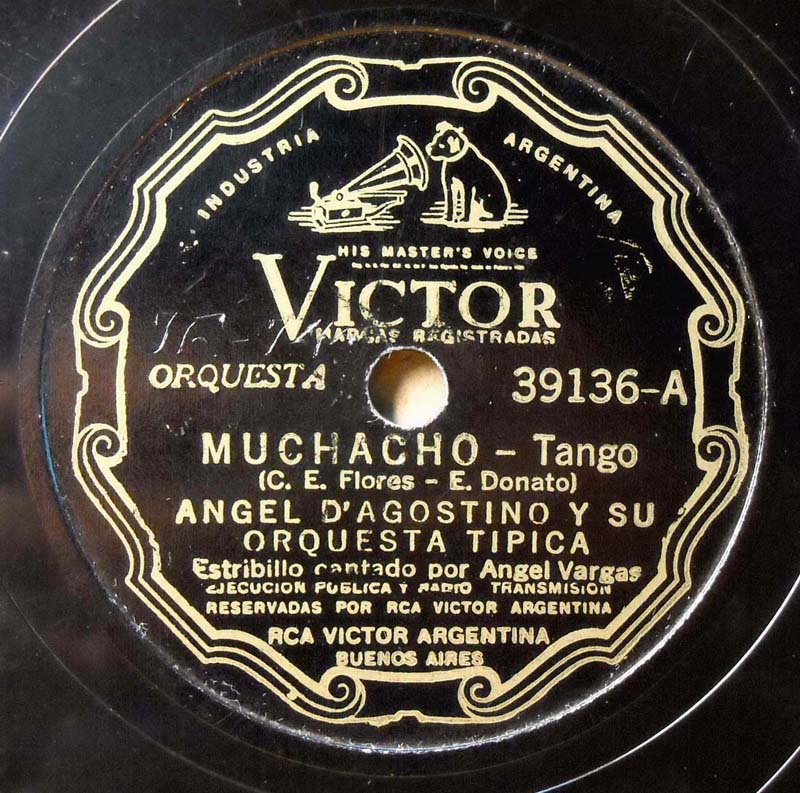 INDUSTRIA ARGENTINA
HIS MASTER'S VOICE
VICTOR
MARCAS REGISTRADAS
ORQUESTA 39136-A
MUCHACHO - Tango
(C. E. Flores - E. Donato)
ANGEL D'AGOSTINO Y SU
ORQUESTA TIPICA
Estribillo cantado por Angel Vargas
EJECUCION PUBLICA Y RADIO TRANSMISION
RESERVADAS POR RCA VICTOR ARGENTINA
RCA VICTOR ARGENTINA
BUENOS AIRES